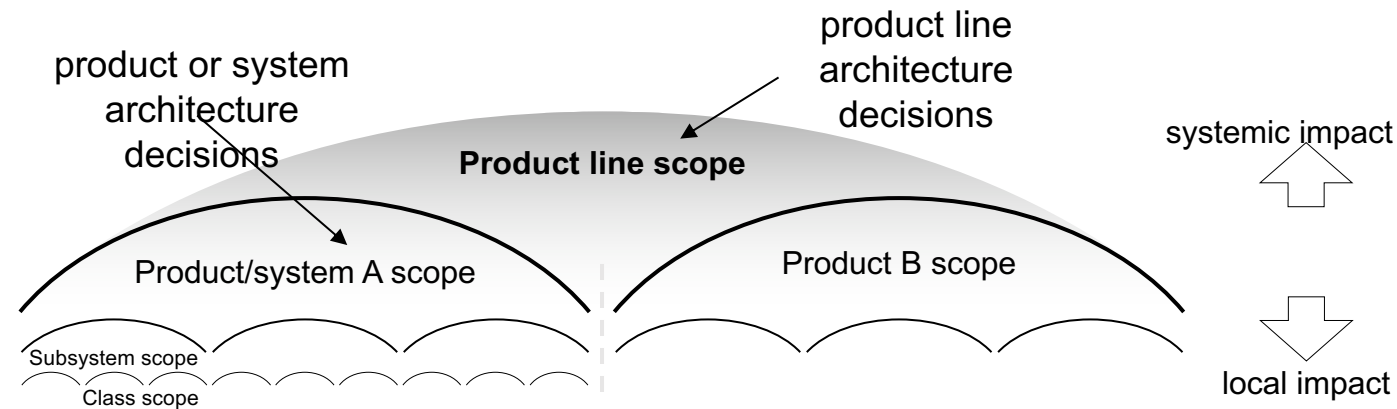 product or system
architecture
decisions
product line
architecture
decisions
systemic impact
Product line scope
Product/system A scope
Product B scope
Subsystem scope
Class scope
local impact